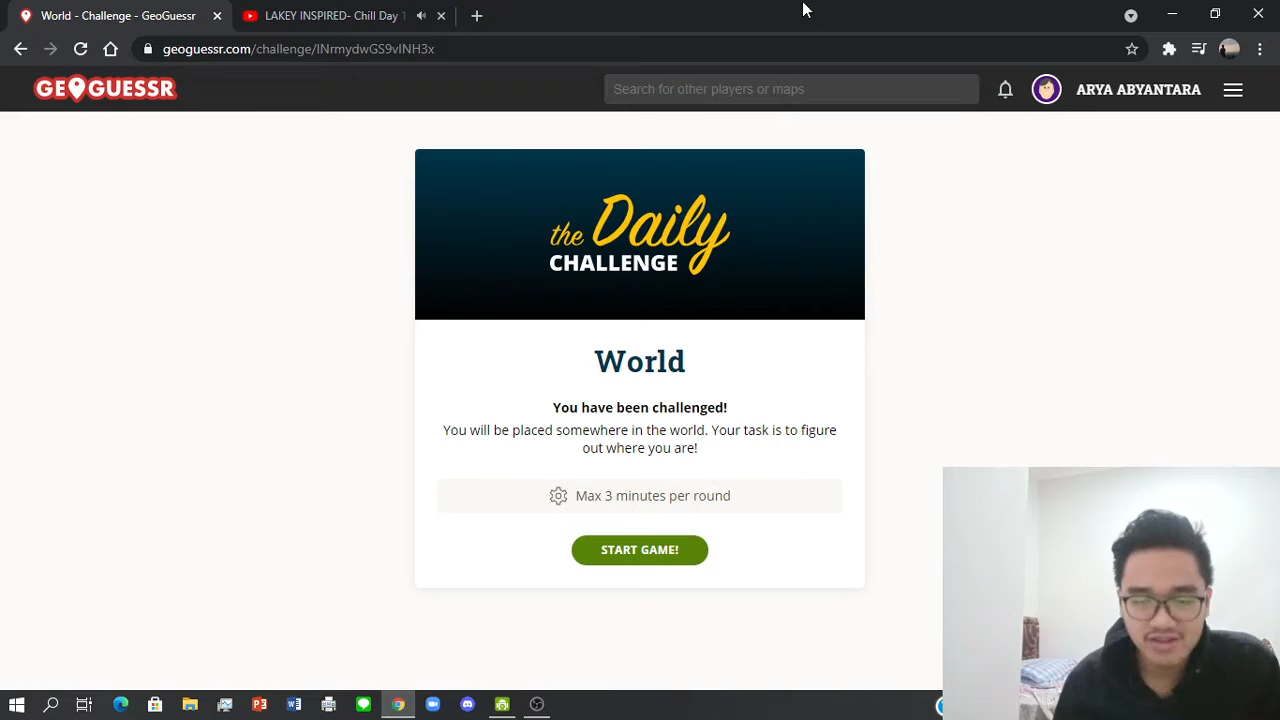 World - Challenge - GeoGuessr
LAKEY INSPIRED- Chill Day
geoguessr.com/challenge/lNrmydwGS9vINH3x
GEOGUESSR
Search for other players or maps
ARYA ABYANTARA
the Daily
CHALLENGE
World
You have been challenged!
You will be placed somewhere in the world. Your task is to figure
out where you are!
Max 3 minutes per round
START GAME!